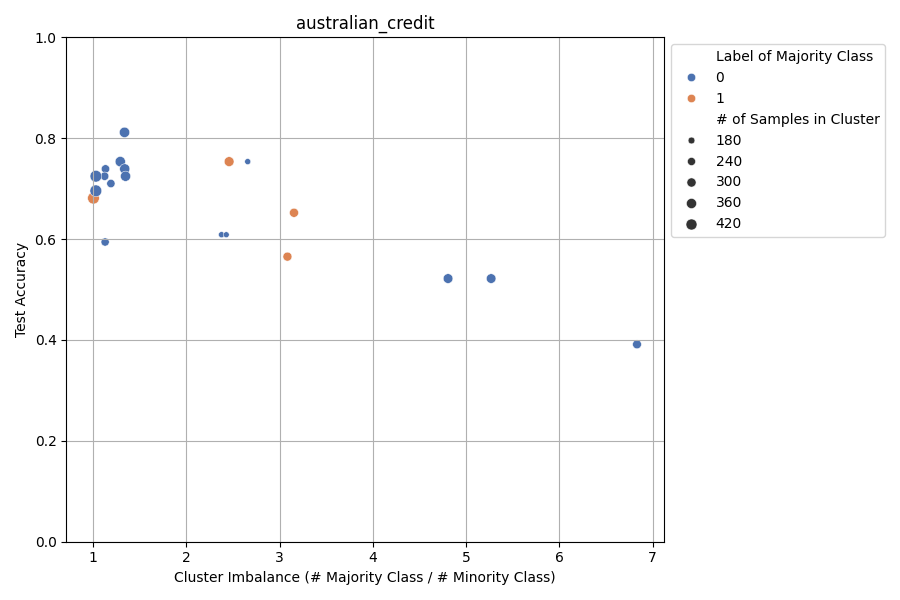 australian_credit
1.0
0.8
0.6
0.4
0.2
0.0
Test Accuracy
1 2 3 4 5 6 7
Cluster Imbalance (# Majority Class / # Minority Class)
Label of Majority Class
0
1
# of Samples in Cluster
180
240
300
360
420